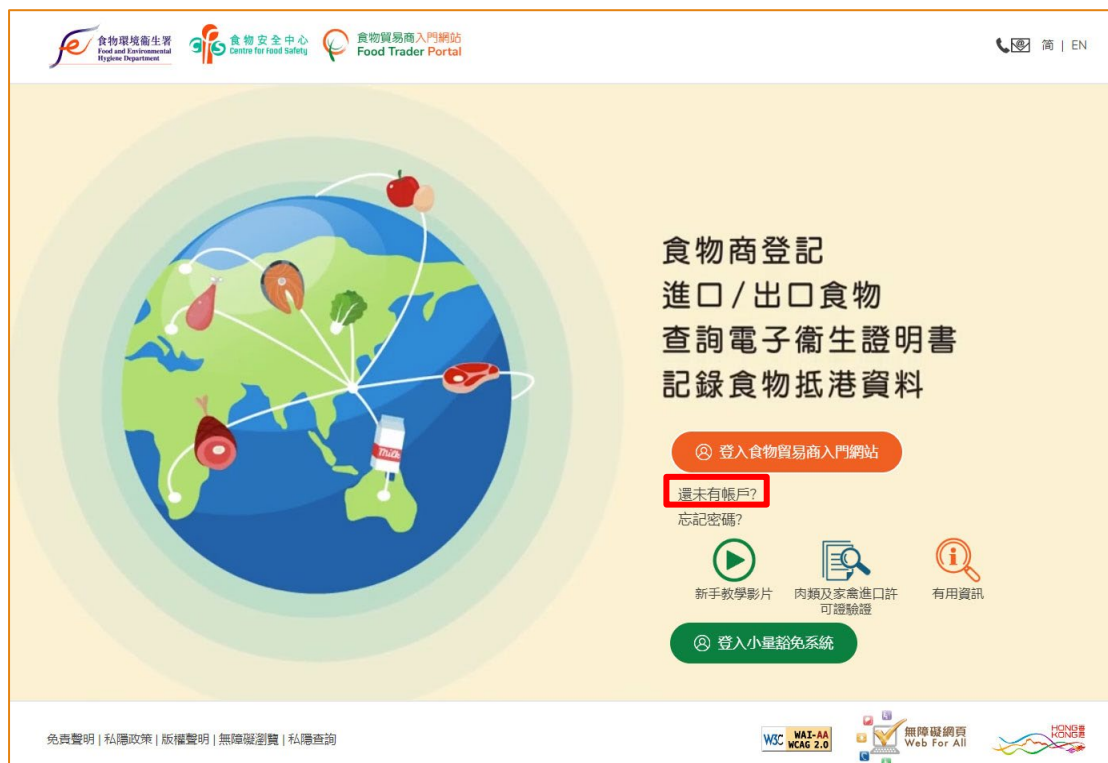 食物環境衞生署
Food and Environmental
Hygiene Department
cfs
食物安全中心
Centre for Food Safety
食物貿易商入門網站
Food Trader Portal
简 | EN
食物商登記
進口/出口食物
查詢電子衞生證明書
記錄食物抵港資料
Milk
登入食物貿易商入門網站
還未有帳戶?
忘記密碼?
新手教學影片
肉類及家禽進口許
可證驗證
有用資訊
登入小量豁免系統
免責聲明 | 私隱政策 | 版權聲明 | 無障礙瀏覽 | 私隱查詢
W3C WAI-AA
WCAG 2.0
無障礙網頁
Web For All
HONG
KONG